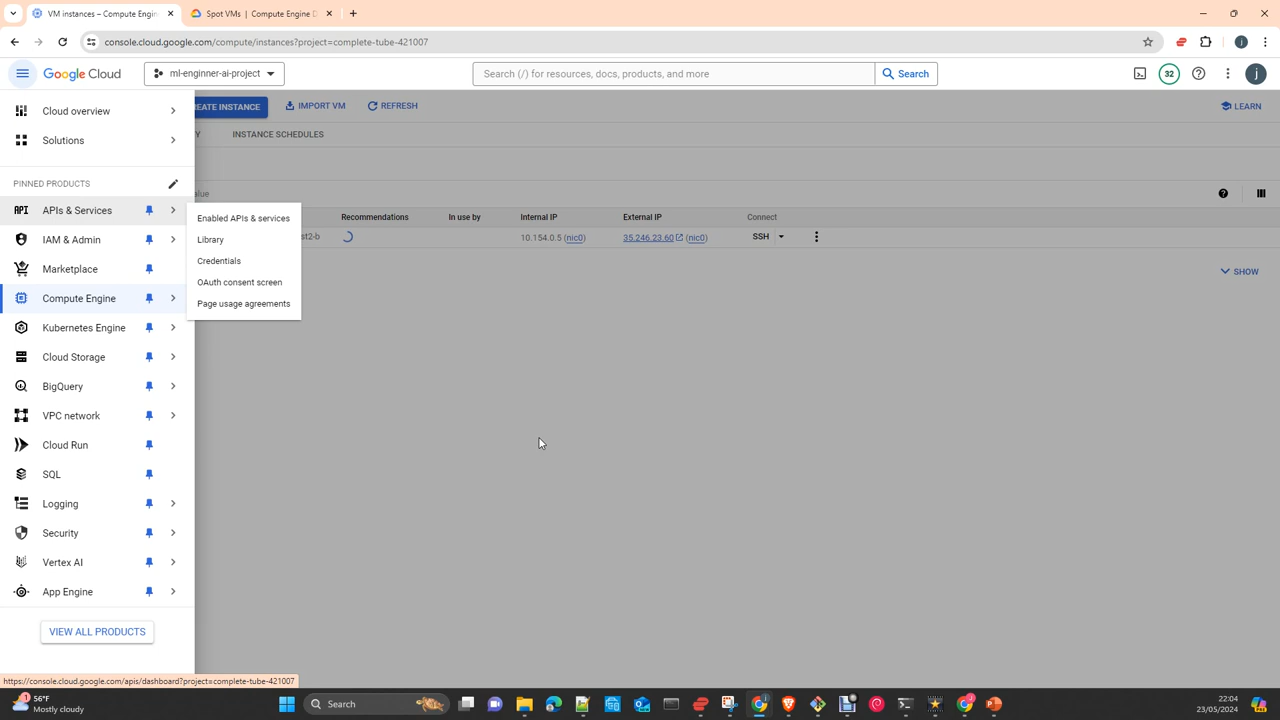 VM instances – Compute Engine
Spot VMs | Compute Engine D
console.cloud.google.com/compute/instances?project=complete-tube-421007
j
Google Cloud
ml-enginner-ai-project
Search (/) for resources, docs, products, and more
Search
32
j
Cloud overview
Solutions
PINNED PRODUCTS
API APIs & Services
IAM & Admin
Marketplace
Compute Engine
Kubernetes Engine
Cloud Storage
BigQuery
VPC network
Cloud Run
SQL
Logging
Security
Vertex AI
App Engine
VIEW ALL PRODUCTS
Enabled APIs & services
Library
Credentials
OAuth consent screen
Page usage agreements
REATE INSTANCE
IMPORT VM
REFRESH
LEARN
Y
INSTANCE SCHEDULES
alue
Recommendations
In use by
Internal IP
External IP
Connect
st2-b
10.154.0.5 (nic0)
35.246.23.60 (nic0)
SSH
SHOW
https://console.cloud.google.com/apis/dashboard?project=complete-tube-421007
1
56°F
Mostly cloudy
Search
22:04
23/05/2024